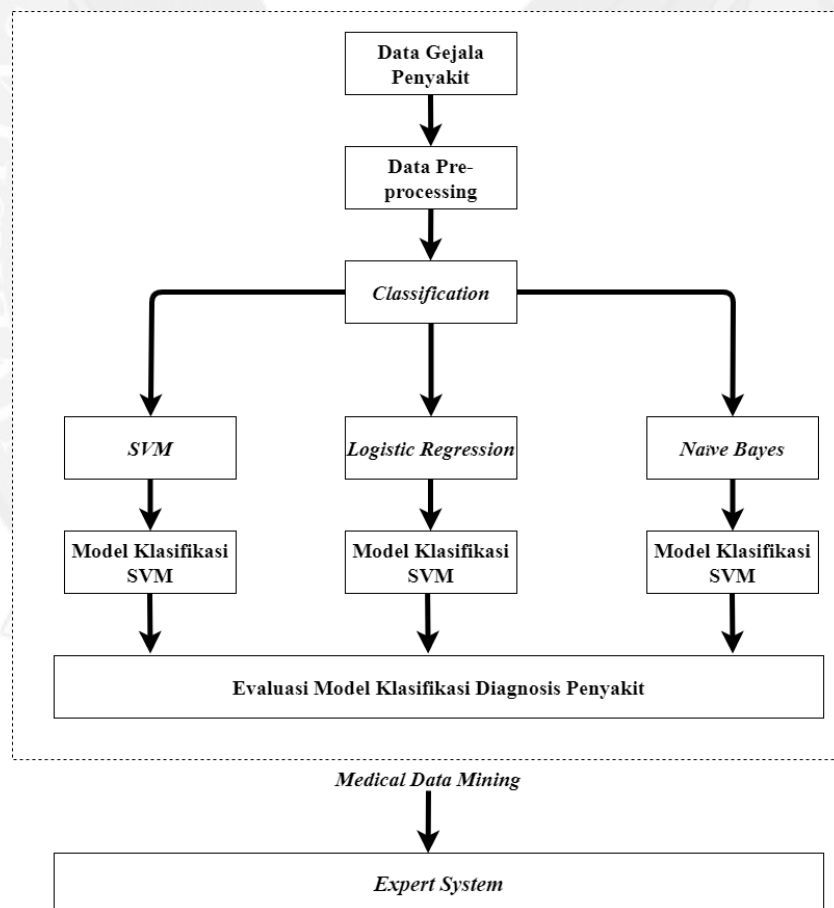 Data Gejala
Penyakit
Data Pre-
processing
Classification
SVM
Logistic Regression
Naïve Bayes
Model Klasifikasi
SVM
Model Klasifikasi
SVM
Model Klasifikasi
SVM
Evaluasi Model Klasifikasi Diagnosis Penyakit
Medical Data Mining
Expert System